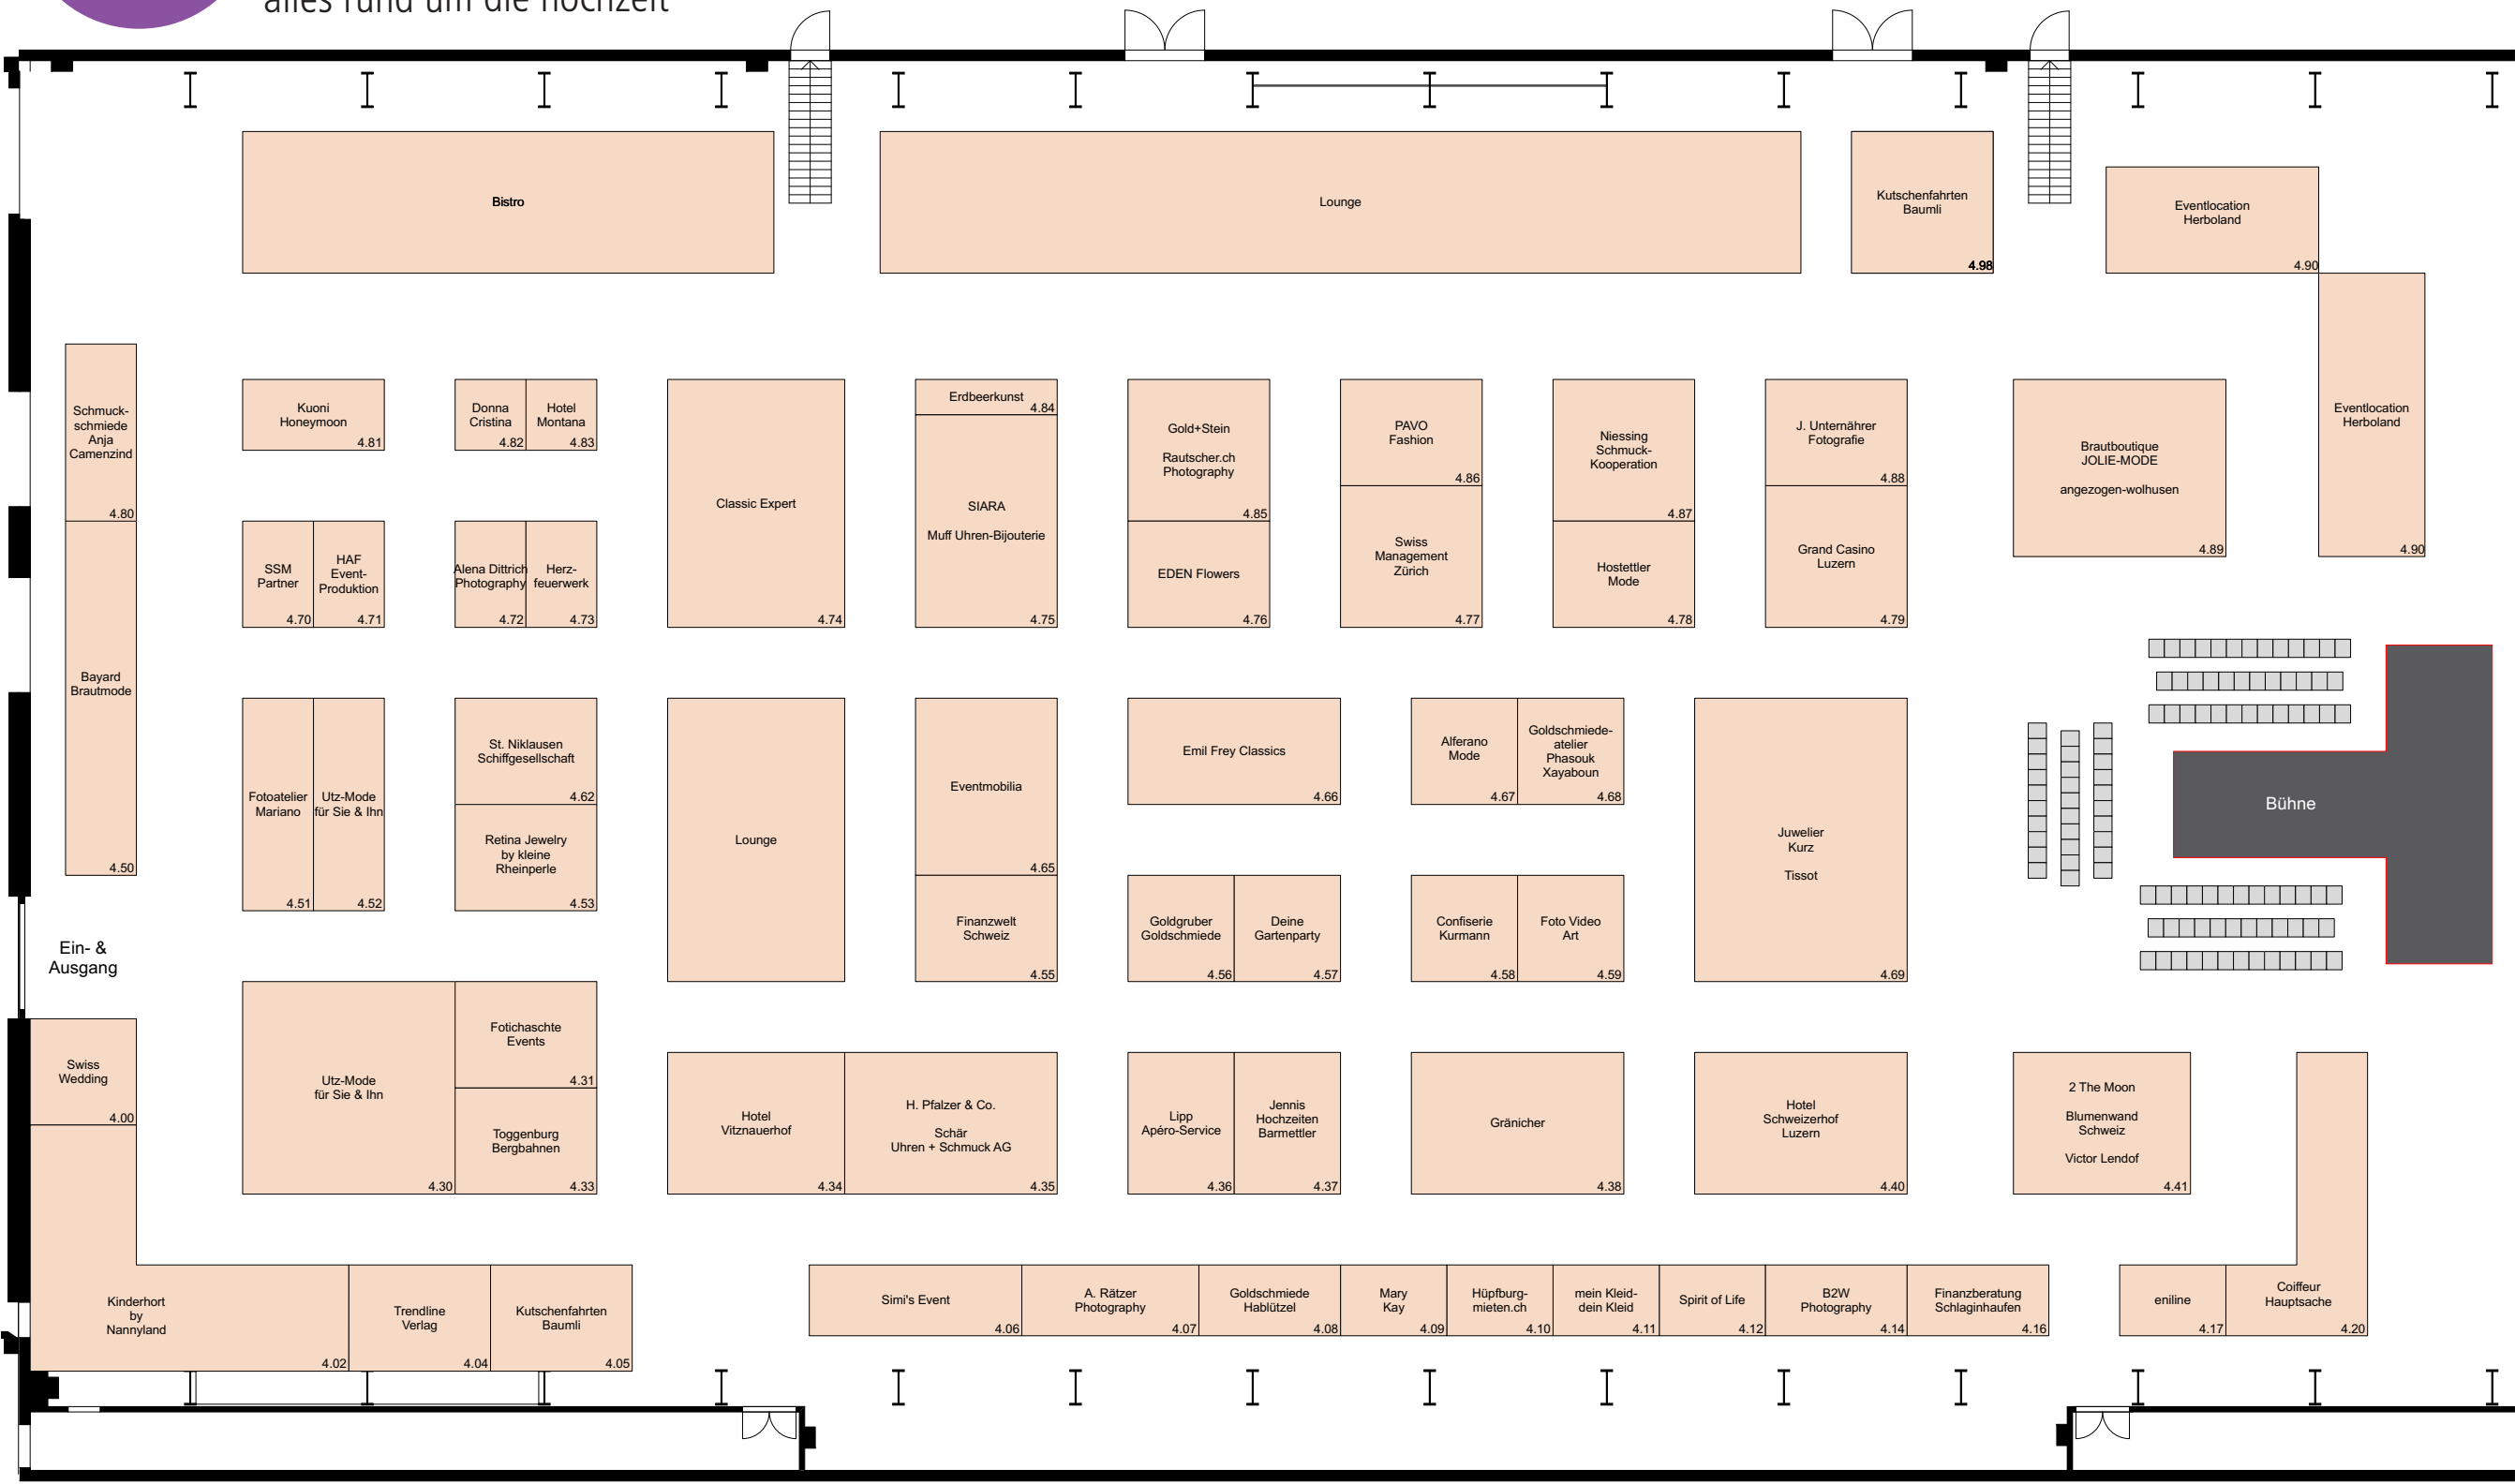 alles rund um die hochzeit
Bistro
Lounge
Kutschenfahrten
Baumli
4.98
Eventlocation
Herboland
4.90
Eventlocation
Herboland
4.90
Schmuck-
schmiede
Anja
Camenzind
4.80
Kuoni
Honeymoon
4.81
Donna
Cristina
4.82
Hotel
Montana
4.83
Classic Expert
4.74
Erdbeerkunst
4.84
SIARA
Muff Uhren-Bijouterie
4.75
Gold+Stein
Rautscher.ch
Photography
4.85
EDEN Flowers
4.76
PAVO
Fashion
4.86
Swiss
Management
Zürich
4.77
Niessing
Schmuck-
Kooperation
4.87
Hostettler
Mode
4.78
J. Unternährer
Fotografie
4.88
Grand Casino
Luzern
4.79
Brautboutique
JOLIE-MODE
angezogen-wolhusen
4.89
SSM
Partner
4.70
HAF
Event-
Produktion
4.71
Alena Dittrich
Photography
4.72
Herz-
feuerwerk
4.73
Bayard
Brautmode
4.50
Fotoatelier
Mariano
4.51
Utz-Mode
für Sie & Ihn
4.52
St. Niklausen
Schiffgesellschaft
4.62
Retina Jewelry
by kleine
Rheinperle
4.53
Lounge
Eventmobilia
4.65
Finanzwelt
Schweiz
4.55
Emil Frey Classics
4.66
Alferano
Mode
4.67
Goldschmiede-
atelier
Phasouk
Xayaboun
4.68
Goldgruber
Goldschmiede
4.56
Deine
Gartenparty
4.57
Confiserie
Kurmann
4.58
Foto Video
Art
4.59
Juwelier
Kurz
Tissot
4.69
Bühne
Ein- &
Ausgang
Swiss
Wedding
4.00
Utz-Mode
für Sie & Ihn
4.30
Fotichaschte
Events
4.31
Toggenburg
Bergbahnen
4.33
Hotel
Vitznauerhof
4.34
H. Pfalzer & Co.
Schär
Uhren + Schmuck AG
4.35
Lipp
Apéro-Service
4.36
Jennis
Hochzeiten
Barmettler
4.37
Gränicher
4.38
Hotel
Schweizerhof
Luzern
4.40
2 The Moon
Blumenwand
Schweiz
Victor Lendof
4.41
Kinderhort
by
Nannyland
4.02
Trendline
Verlag
4.04
Kutschenfahrten
Baumli
4.05
Simi's Event
4.06
A. Rätzer
Photography
4.07
Goldschmiede
Hablützel
4.08
Mary
Kay
4.09
Hüpfburg-
mieten.ch
4.10
mein Kleid-
dein Kleid
4.11
Spirit of Life
4.12
B2W
Photography
4.14
Finanzberatung
Schlaginhaufen
4.16
eniline
4.17
Coiffeur
Hauptsache
4.20